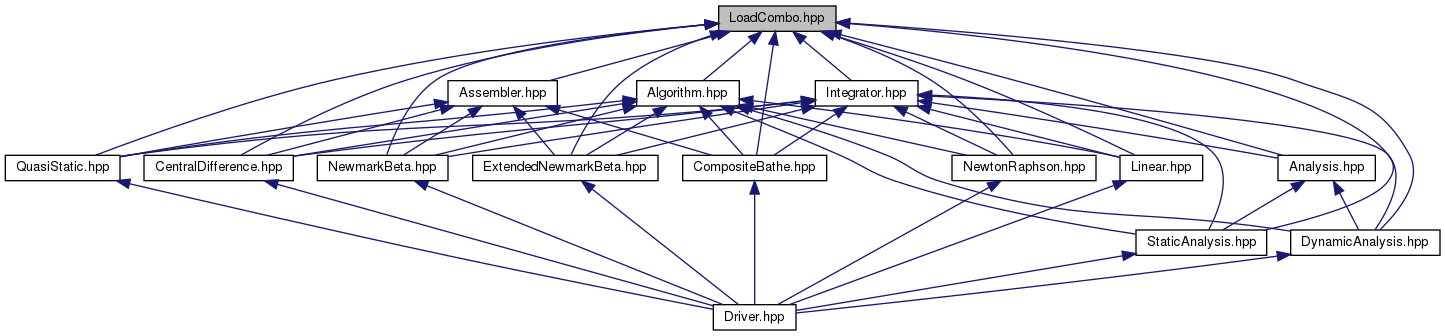 LoadCombo.hpp
Assembler.hpp
Algorithm.hpp
Integrator.hpp
QuasiStatic.hpp
CentralDifference.hpp
NewmarkBeta.hpp
ExtendedNewmarkBeta.hpp
CompositeBathe.hpp
NewtonRaphson.hpp
Linear.hpp
Analysis.hpp
StaticAnalysis.hpp
DynamicAnalysis.hpp
Driver.hpp